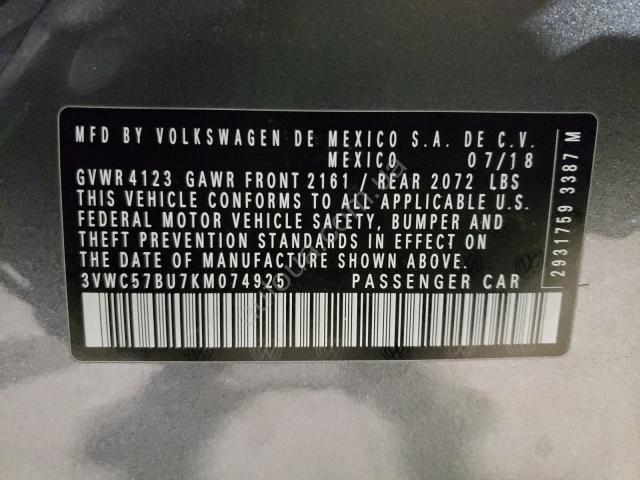 MFD BY VOLKSWAGEN DE MEXICO S.A. DE C.V.
MEXICO 07/18
GVWR 4123 GAWR FRONT 2161 / REAR 2072 LBS
THIS VEHICLE CONFORMS TO ALL APPLICABLE U.S.
FEDERAL MOTOR VEHICLE SAFETY, BUMPER AND
THEFT PREVENTION STANDARDS IN EFFECT ON
THE DATE OF MANUFACTURE SHOWN ABOVE.
3VWC57BU7KM074925 PASSENGER CAR
2931759 3387 M